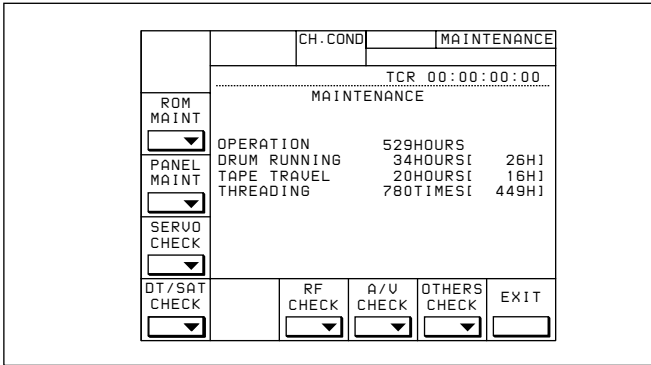 CH.COND MAINTENANCE
TCR 00:00:00:00
MAINTENANCE
ROM
MAINT
OPERATION 529HOURS
DRUM RUNNING 34HOURS[ 26H]
TAPE TRAVEL 20HOURS[ 16H]
THREADING 780TIMES[ 449H]
PANEL
MAINT
SERVO
CHECK
DT/SAT
CHECK
RF
CHECK
A/V
CHECK
OTHERS
CHECK
EXIT